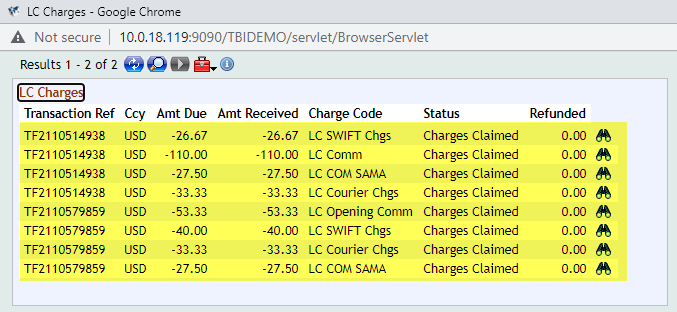 LC Charges - Google Chrome
Not secure | 10.0.18.119:9090/TBIDEMO/servlet/BrowserServlet
Results 1 - 2 of 2
LC Charges
Transaction Ref Ccy Amt Due Amt Received Charge Code Status Refunded
TF2110514938 USD -26.67 -26.67 LC SWIFT Chgs Charges Claimed 0.00
TF2110514938 USD -110.00 -110.00 LC Comm Charges Claimed 0.00
TF2110514938 USD -27.50 -27.50 LC COM SAMA Charges Claimed 0.00
TF2110514938 USD -33.33 -33.33 LC Courier Chgs Charges Claimed 0.00
TF2110579859 USD -53.33 -53.33 LC Opening Comm Charges Claimed 0.00
TF2110579859 USD -40.00 -40.00 LC SWIFT Chgs Charges Claimed 0.00
TF2110579859 USD -33.33 -33.33 LC Courier Chgs Charges Claimed 0.00
TF2110579859 USD -27.50 -27.50 LC COM SAMA Charges Claimed 0.00